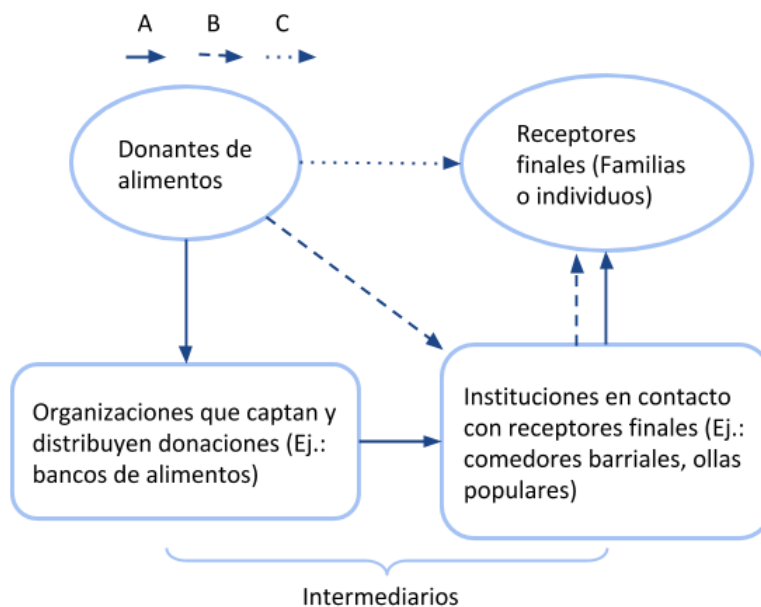 A B C
Donantes de
alimentos
Receptores
finales (Familias
o individuos)
Organizaciones que captan y
distribuyen donaciones (Ej.:
bancos de alimentos)
Instituciones en contacto
con receptores finales (Ej.:
comedores barriales, ollas
populares)
Intermediarios